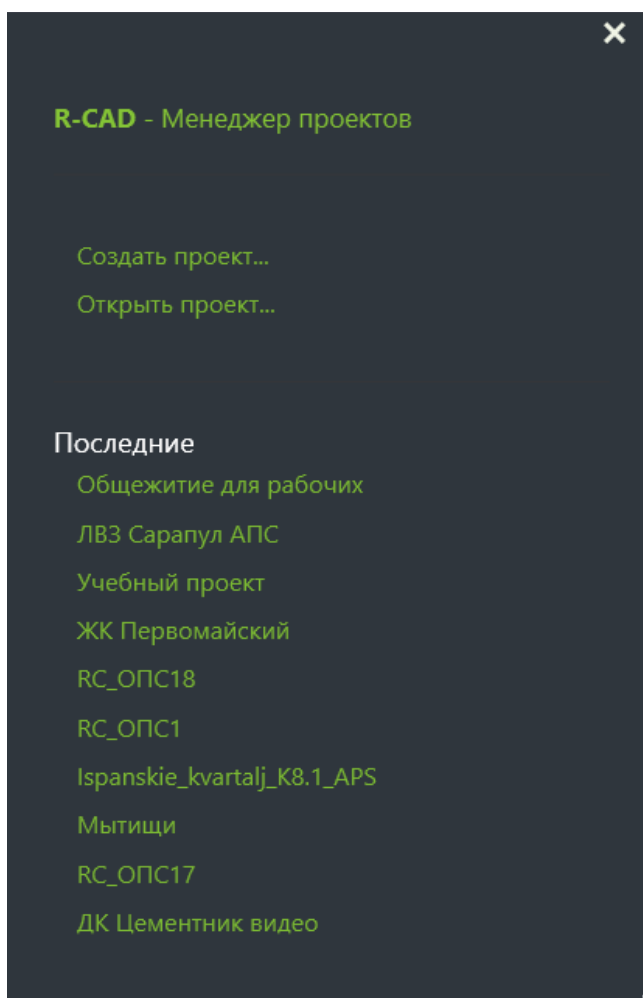 R-CAD - Менеджер проектов
Создать проект...
Открыть проект...
Последние
Общежитие для рабочих
ЛВЗ Сарапул АПС
Учебный проект
ЖК Первомайский
RC_ОПС18
RC_ОПС1
Ispanskie_kvartalj_K8.1_APS
Мытищи
RC_ОПС17
ДК Цементник видео